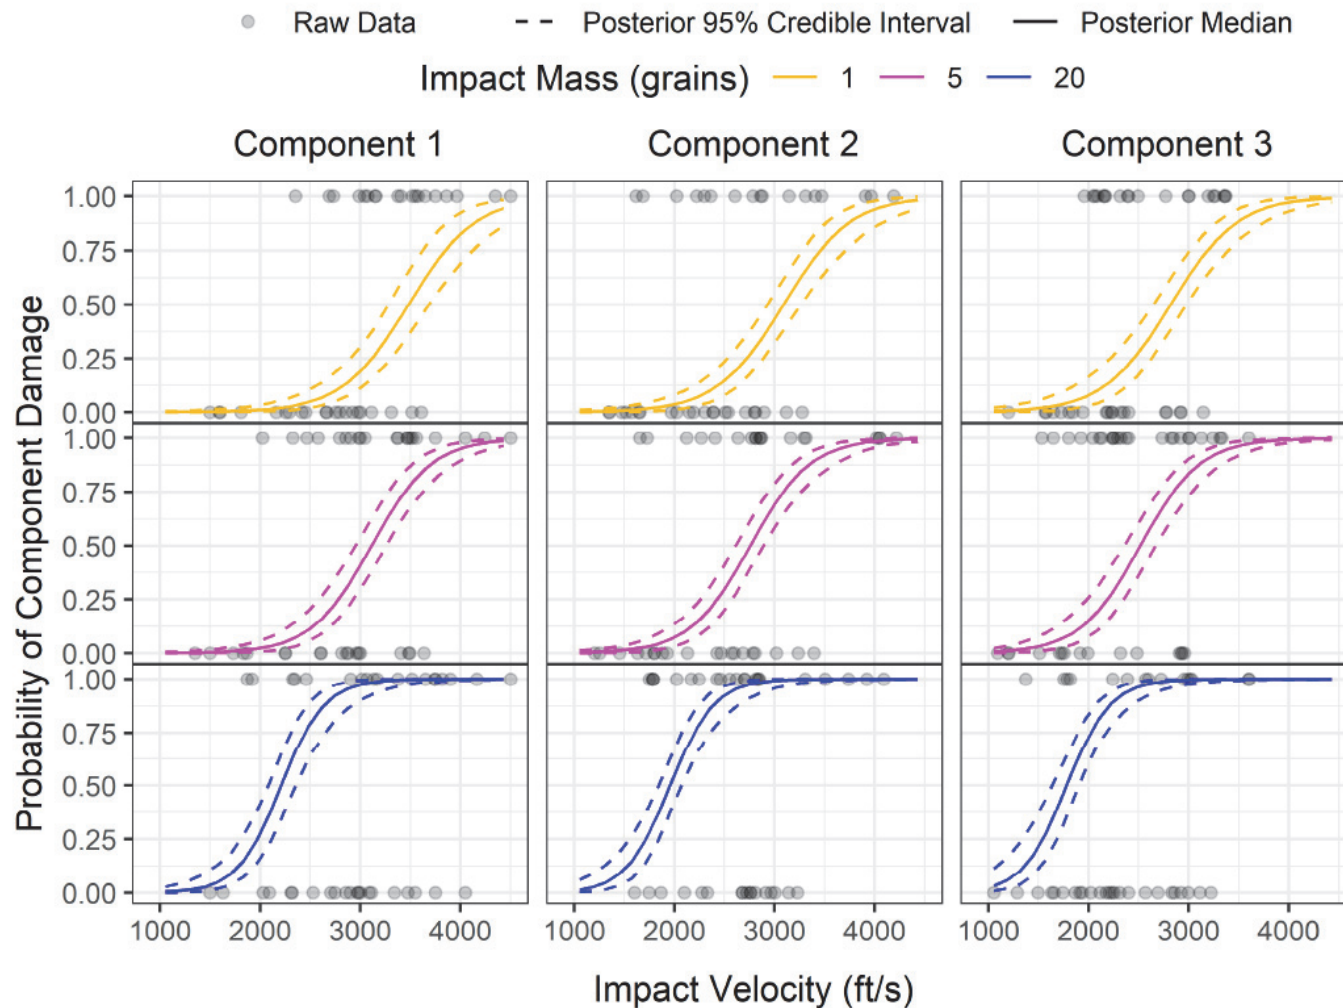 Raw Data Posterior 95% Credible Interval Posterior Median
Impact Mass (grains) 1 5 20
Component 1 Component 2 Component 3
Probability of Component Damage
1.00
0.75
0.50
0.25
0.00
1.00
0.75
0.50
0.25
0.00
1.00
0.75
0.50
0.25
0.00
1000 2000 3000 4000 1000 2000 3000 4000 1000 2000 3000 4000
Impact Velocity (ft/s)